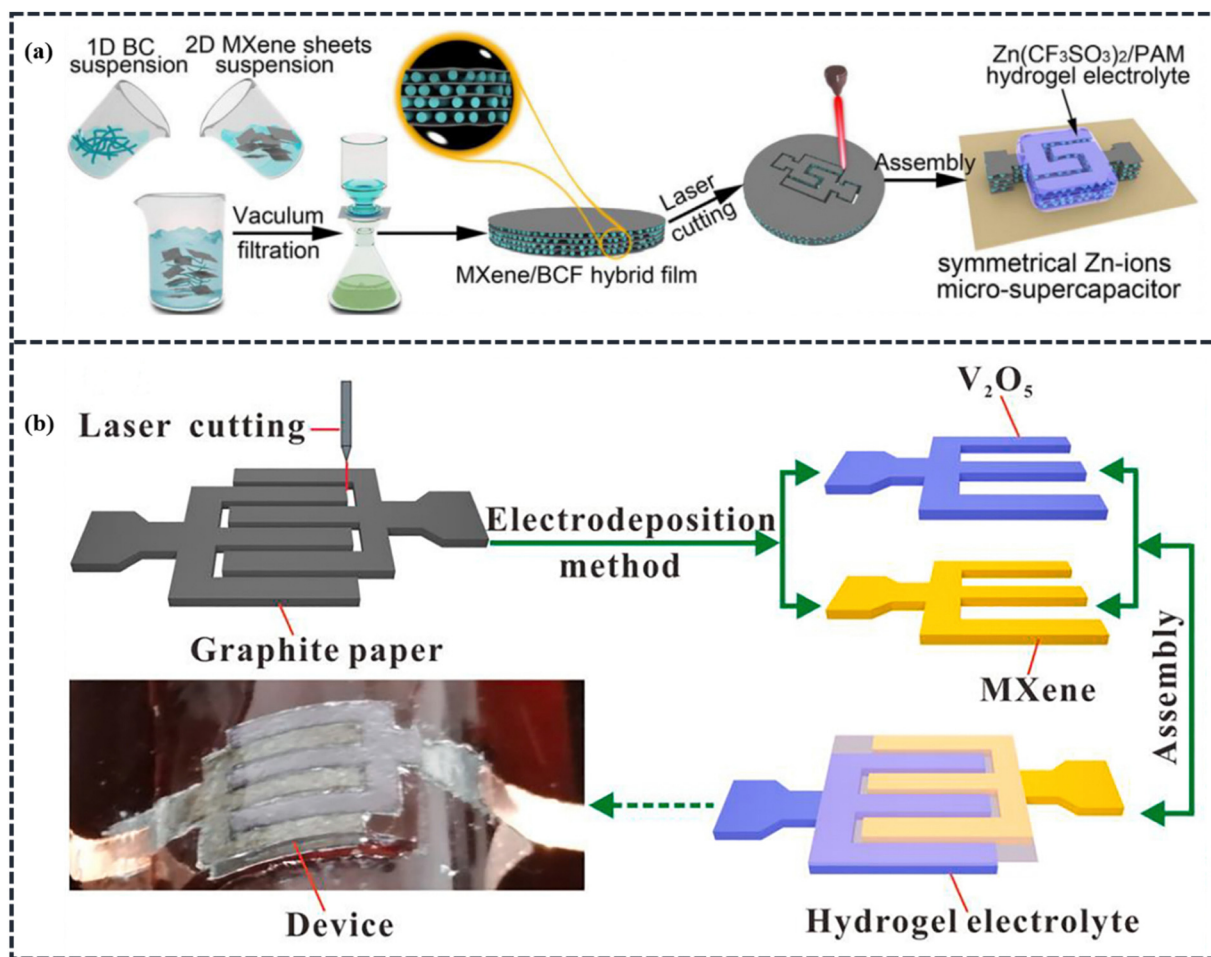 (a)
1D BC
suspension
2D MXene sheets
suspension
Vaculum
filtration
MXene/BCF hybrid film
Laser
cutting
Assembly
Zn(CF₃SO₃)₂/PAM
hydrogel electrolyte
symmetrical Zn-ions
micro-supercapacitor
(b)
Laser cutting
Graphite paper
Electrodeposition
method
V₂O₅
MXene
Assembly
Device
Hydrogel electrolyte